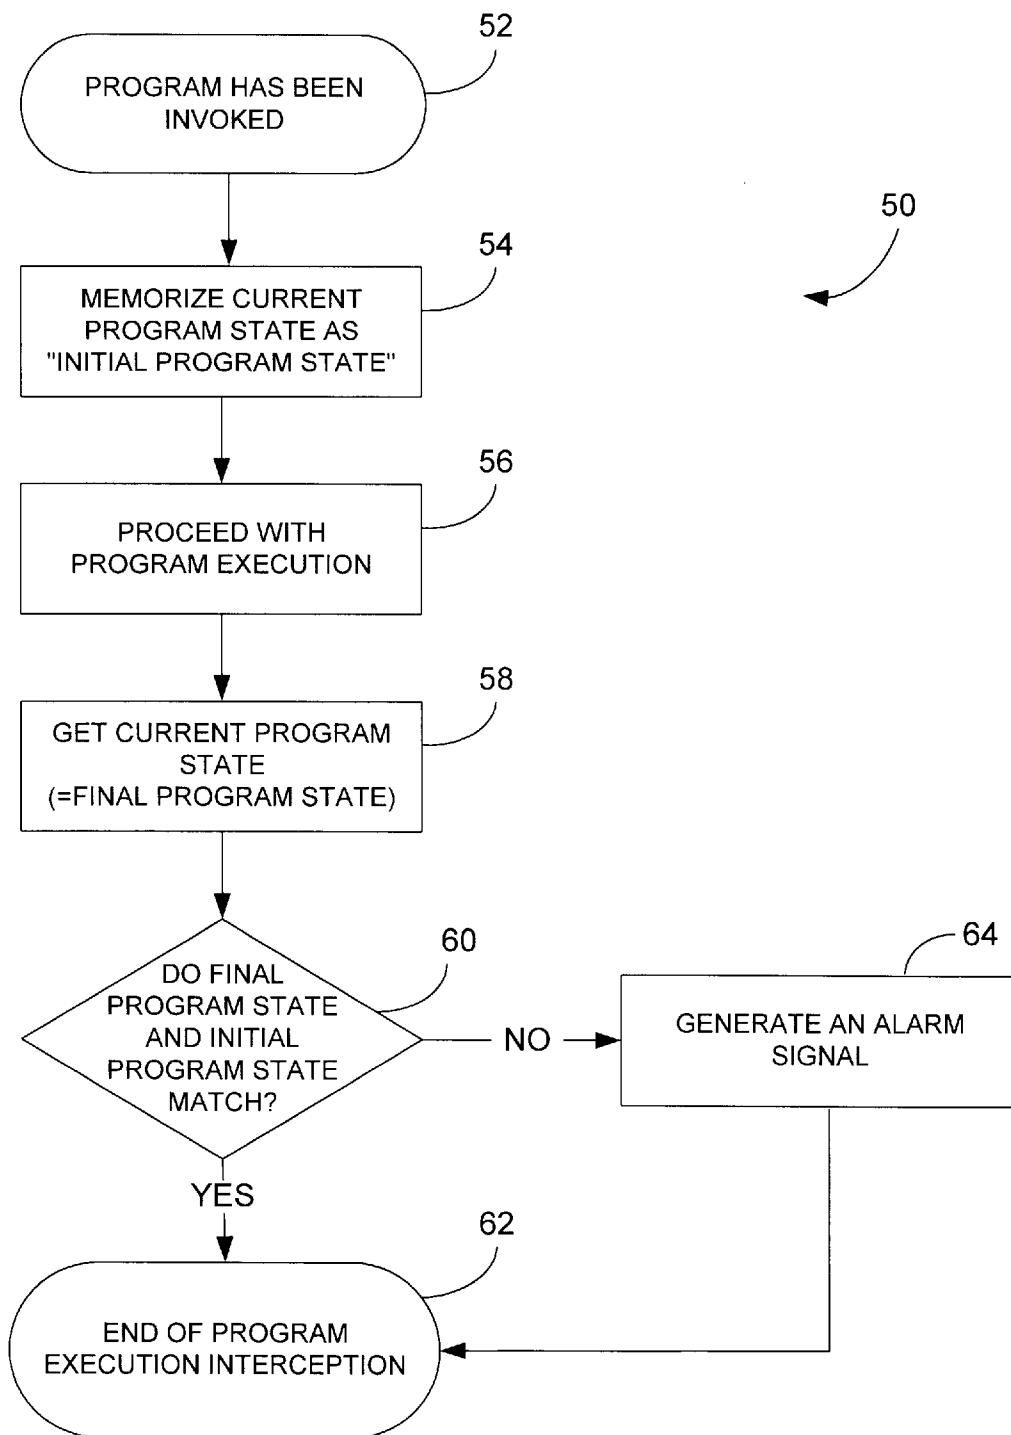 52
PROGRAM HAS BEEN
INVOKED
50
54
MEMORIZE CURRENT
PROGRAM STATE AS
"INITIAL PROGRAM STATE"
56
PROCEED WITH
PROGRAM EXECUTION
58
GET CURRENT PROGRAM
STATE
(=FINAL PROGRAM STATE)
60
DO FINAL
PROGRAM STATE
AND INITIAL
PROGRAM STATE
MATCH?
NO
64
GENERATE AN ALARM
SIGNAL
YES
62
END OF PROGRAM
EXECUTION INTERCEPTION